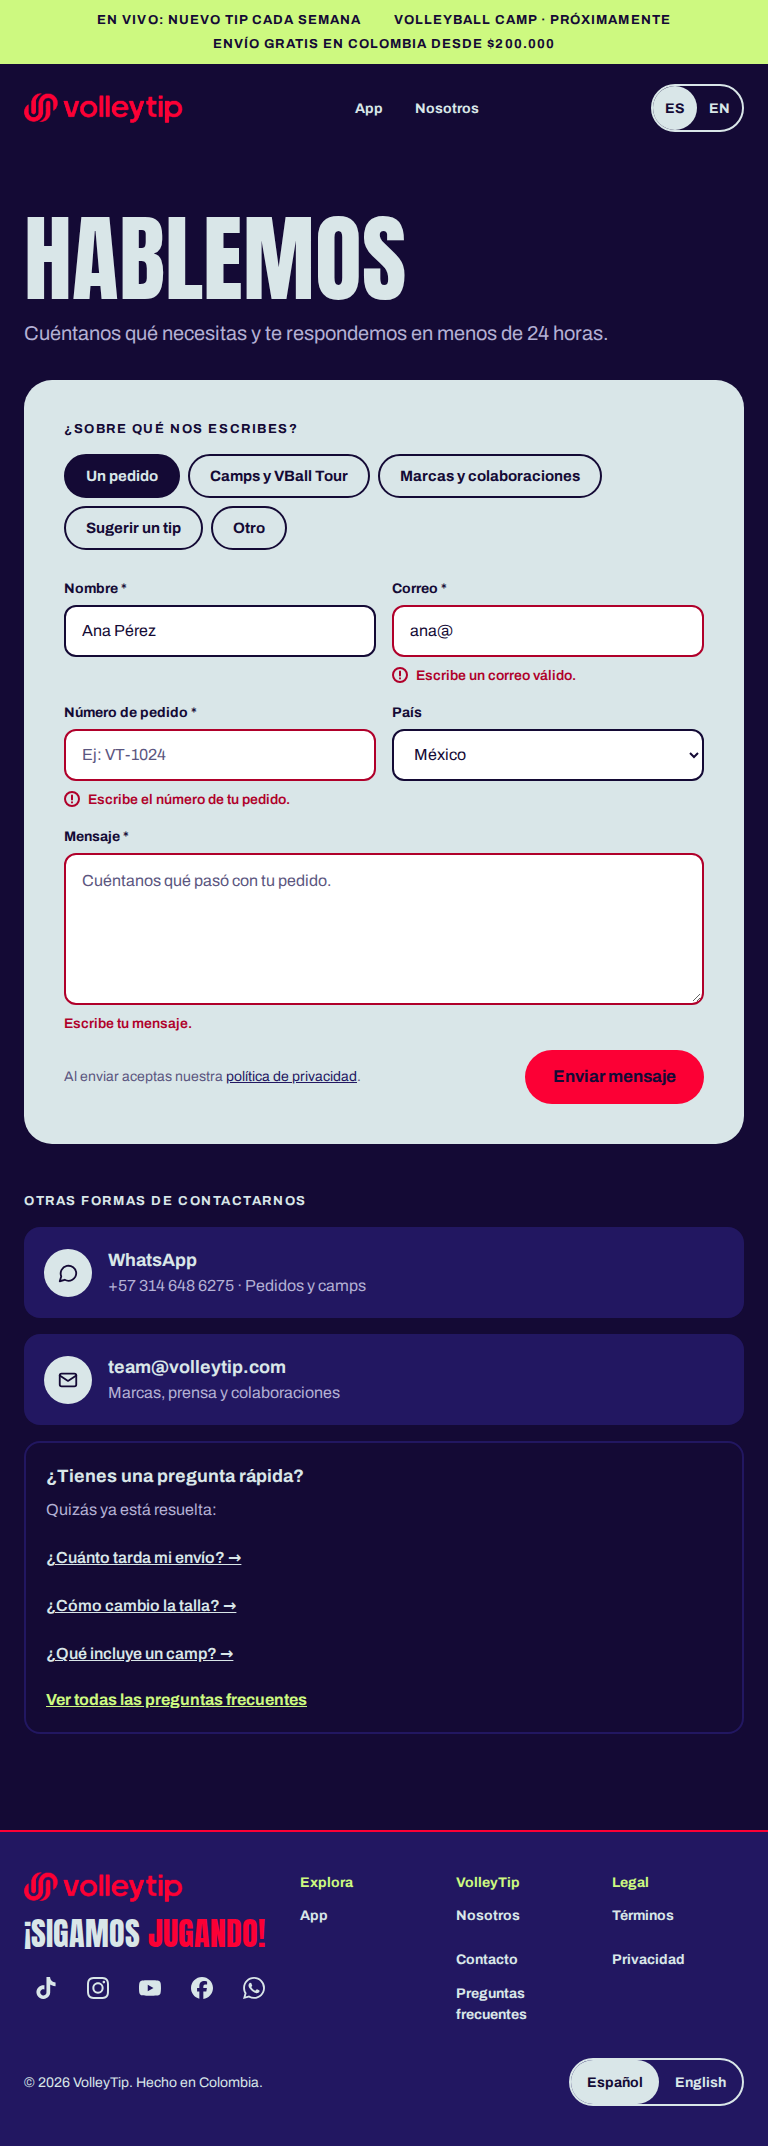 EN VIVO: NUEVO TIP CADA SEMANA VOLLEYBALL CAMP · PRÓXIMAMENTE
ENVÍO GRATIS EN COLOMBIA DESDE $200.000
volleytip App Nosotros ES EN
HABLEMOS
Cuéntanos qué necesitas y te respondemos en menos de 24 horas.
¿SOBRE QUÉ NOS ESCRIBES?
Un pedido Camps y VBall Tour Marcas y colaboraciones
Sugerir un tip Otro
Nombre * Correo *
Ana Pérez ana@
Escribe un correo válido.
Número de pedido * País
Ej: VT-1024 México
Escribe el número de tu pedido.
Mensaje *
Cuéntanos qué pasó con tu pedido.
Escribe tu mensaje.
Al enviar aceptas nuestra política de privacidad. Enviar mensaje
OTRAS FORMAS DE CONTACTARNOS
WhatsApp
+57 314 648 6275 · Pedidos y camps
team@volleytip.com
Marcas, prensa y colaboraciones
¿Tienes una pregunta rápida?
Quizás ya está resuelta:
¿Cuánto tarda mi envío? →
¿Cómo cambio la talla? →
¿Qué incluye un camp? →
Ver todas las preguntas frecuentes
volleytip
¡SIGAMOS JUGANDO!
Explora
App
VolleyTip
Nosotros
Contacto
Preguntas
frecuentes
Legal
Términos
Privacidad
© 2026 VolleyTip. Hecho en Colombia. Español English